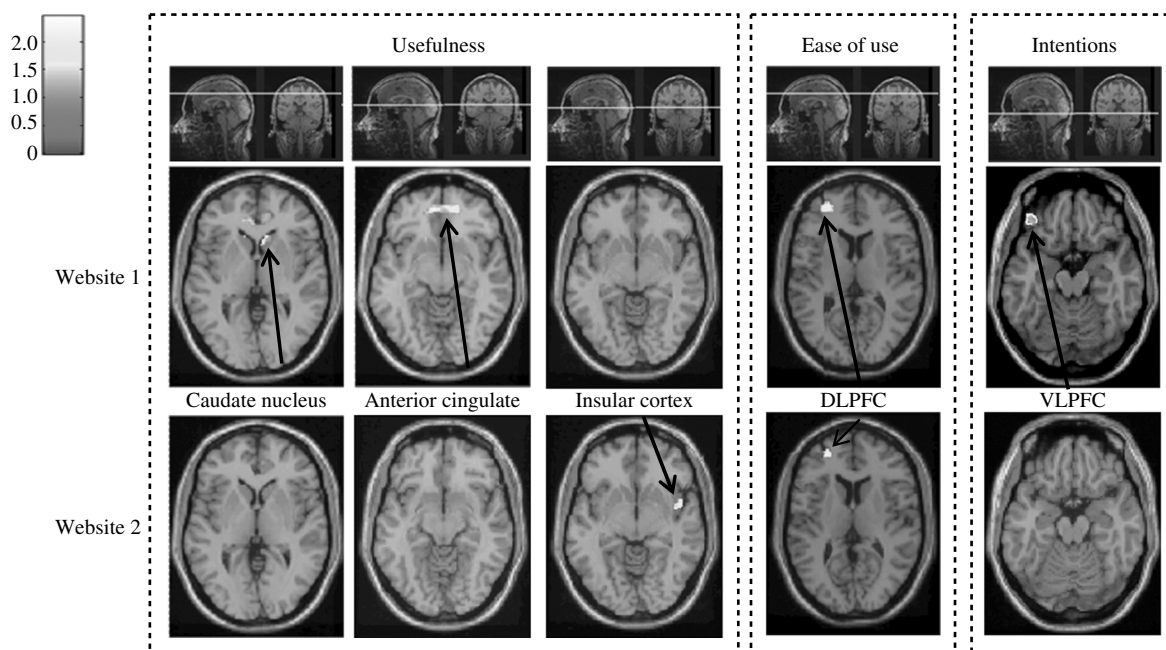 2.0
1.5
1.0
0.5
0
Usefulness
Ease of use
Intentions
Website 1
Caudate nucleus
Anterior cingulate
Insular cortex
DLPFC
VLPFC
Website 2